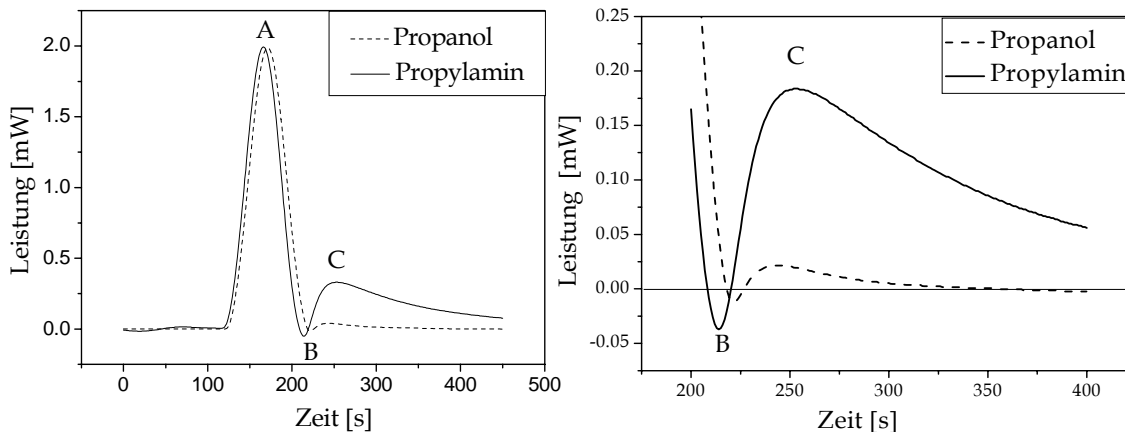 A
Propanol
Propylamin
2.0
1.5
1.0
0.5
0.0
C
B
0
100
200
300
400
500
Leistung [mW]
Zeit [s]
0.25
0.20
0.15
0.10
0.05
0.00
-0.05
Propanol
Propylamin
C
B
200
250
300
350
400
Leistung [mW]
Zeit [s]